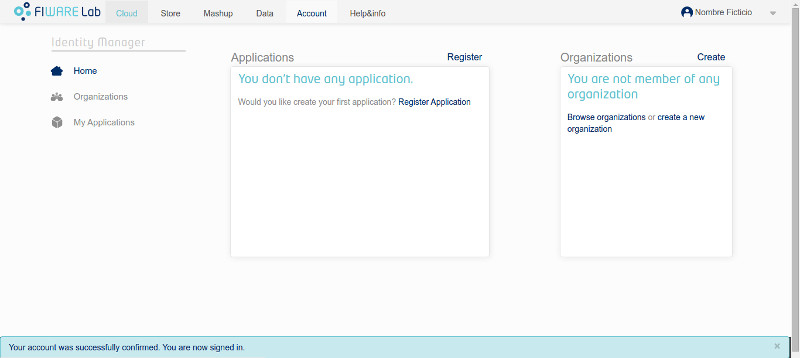 FIWARE Lab Cloud Store Mashup Data Account Help&info Nombre Ficticio
Identity Manager
Home
Organizations
My Applications
Applications Register
You don't have any application.
Would you like create your first application? Register Application
Organizations Create
You are not member of any
organization
Browse organizations or create a new
organization
Your account was successfully confirmed. You are now signed in. ×